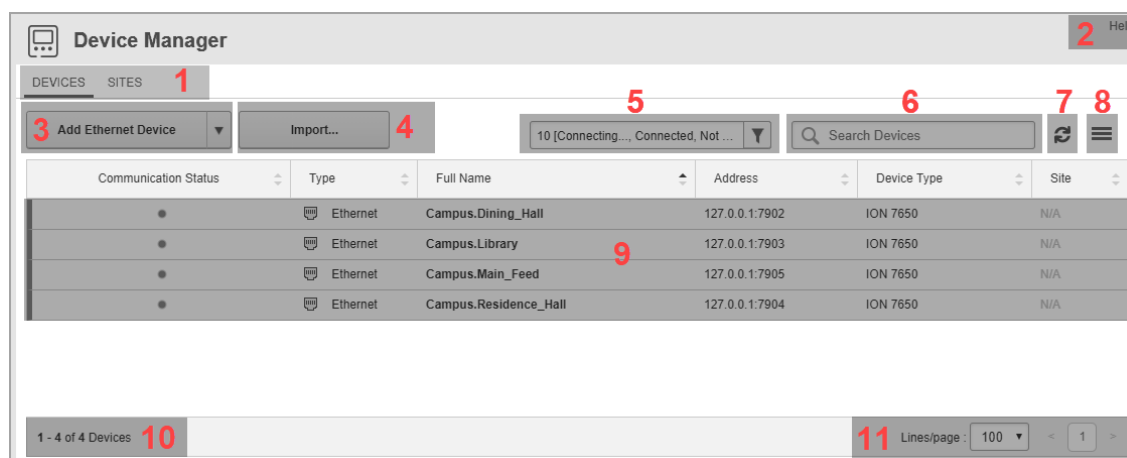 Device Manager
2 Hel
DEVICES SITES 1
5 6 7 8
3 Add Ethernet Device Import... 4 10 [Connecting..., Connected, Not ... Search Devices
Communication Status Type Full Name Address Device Type Site
Ethernet Campus.Dining_Hall 127.0.0.1:7902 ION 7650 N/A
Ethernet Campus.Library 127.0.0.1:7903 ION 7650 N/A
9
Ethernet Campus.Main_Feed 127.0.0.1:7905 ION 7650 N/A
Ethernet Campus.Residence_Hall 127.0.0.1:7904 ION 7650 N/A
1 - 4 of 4 Devices 10 11 Lines/page : 100 < 1 >